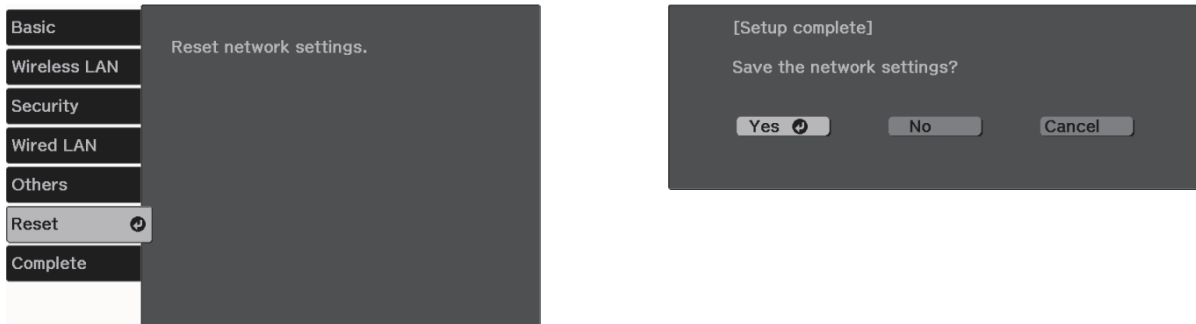 Basic
Wireless LAN
Security
Wired LAN
Others
Reset
Complete
Reset network settings.
[Setup complete]
Save the network settings?
Yes
No
Cancel